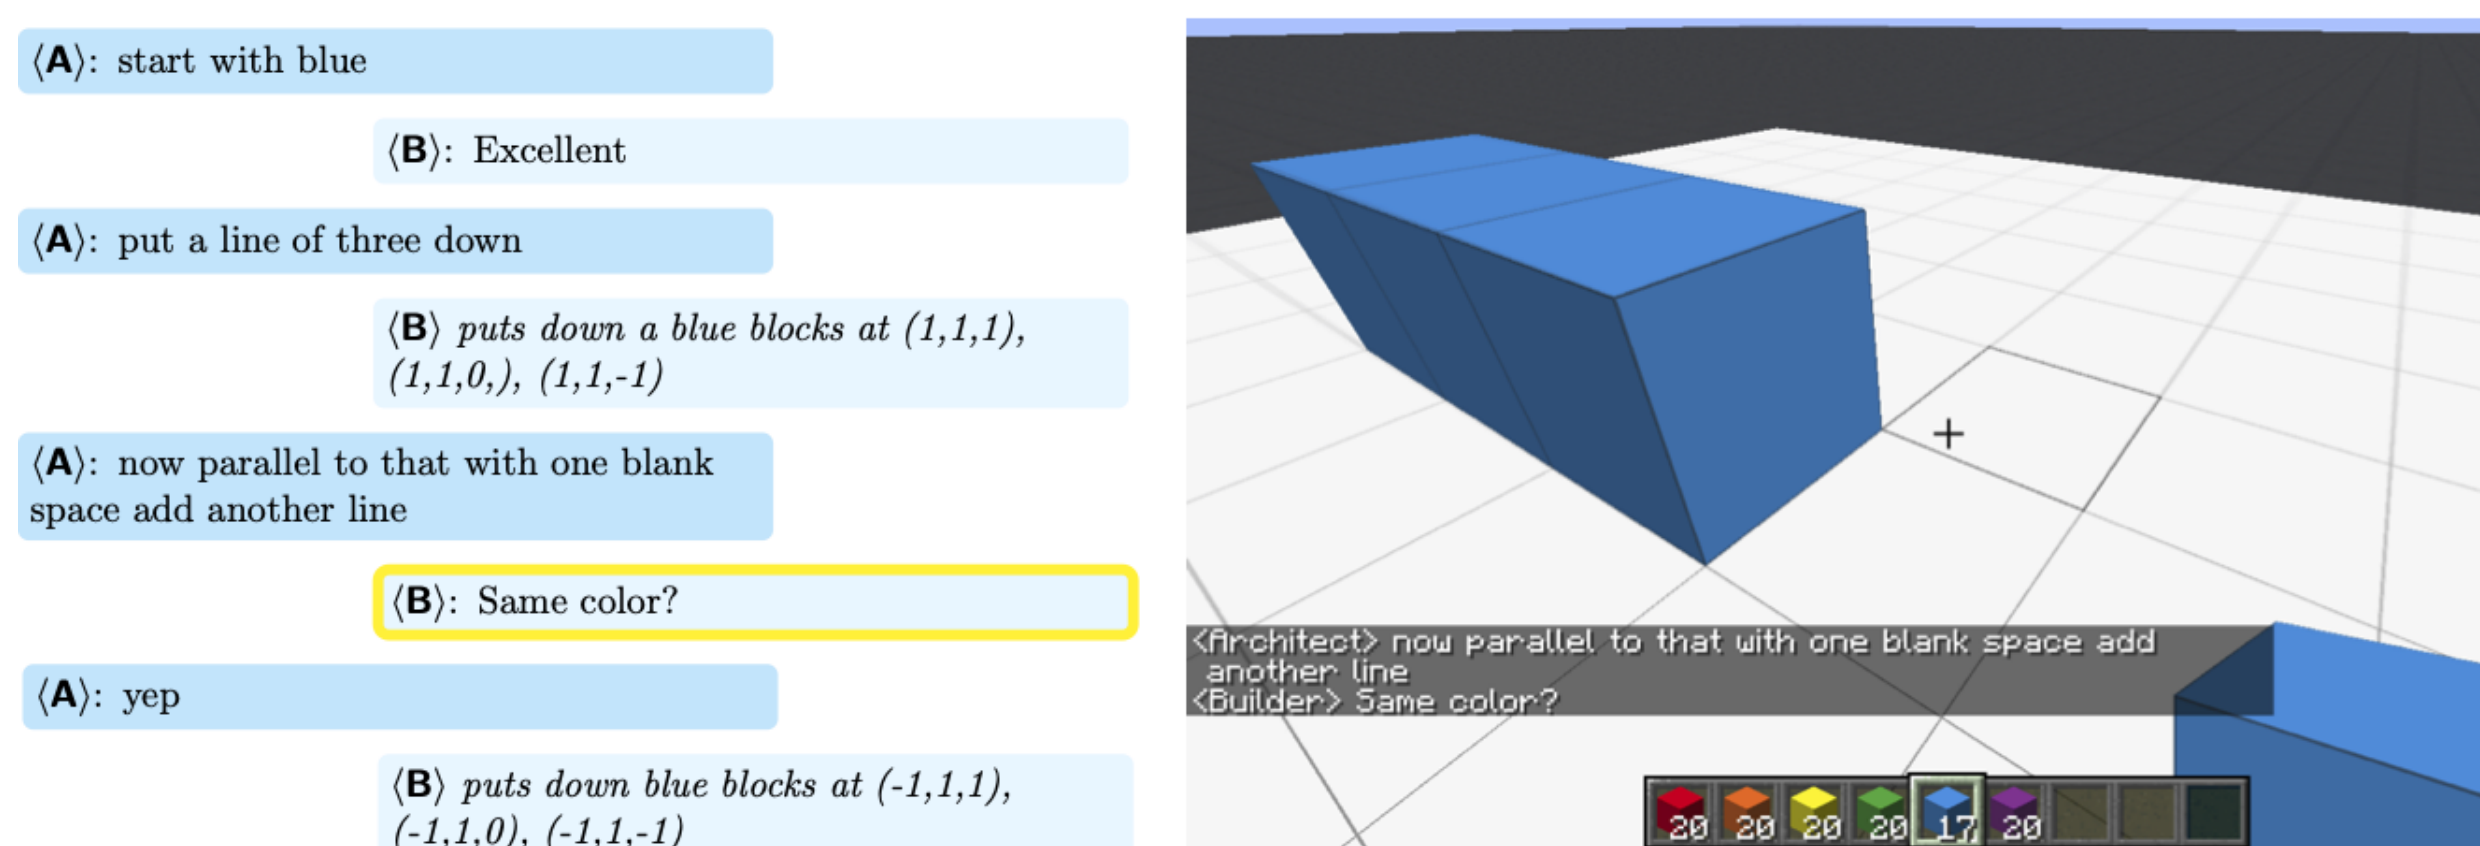 ⟨A⟩: start with blue
⟨B⟩: Excellent
⟨A⟩: put a line of three down
⟨B⟩ puts down a blue blocks at (1,1,1),
(1,1,0,), (1,1,-1)
⟨A⟩: now parallel to that with one blank
space add another line
⟨B⟩: Same color?
⟨A⟩: yep
⟨B⟩ puts down blue blocks at (-1,1,1),
(-1,1,0), (-1,1,-1)
<Architect> now parallel to that with one blank space add
another line
<Builder> Same color?
20 20 20 20 17 20